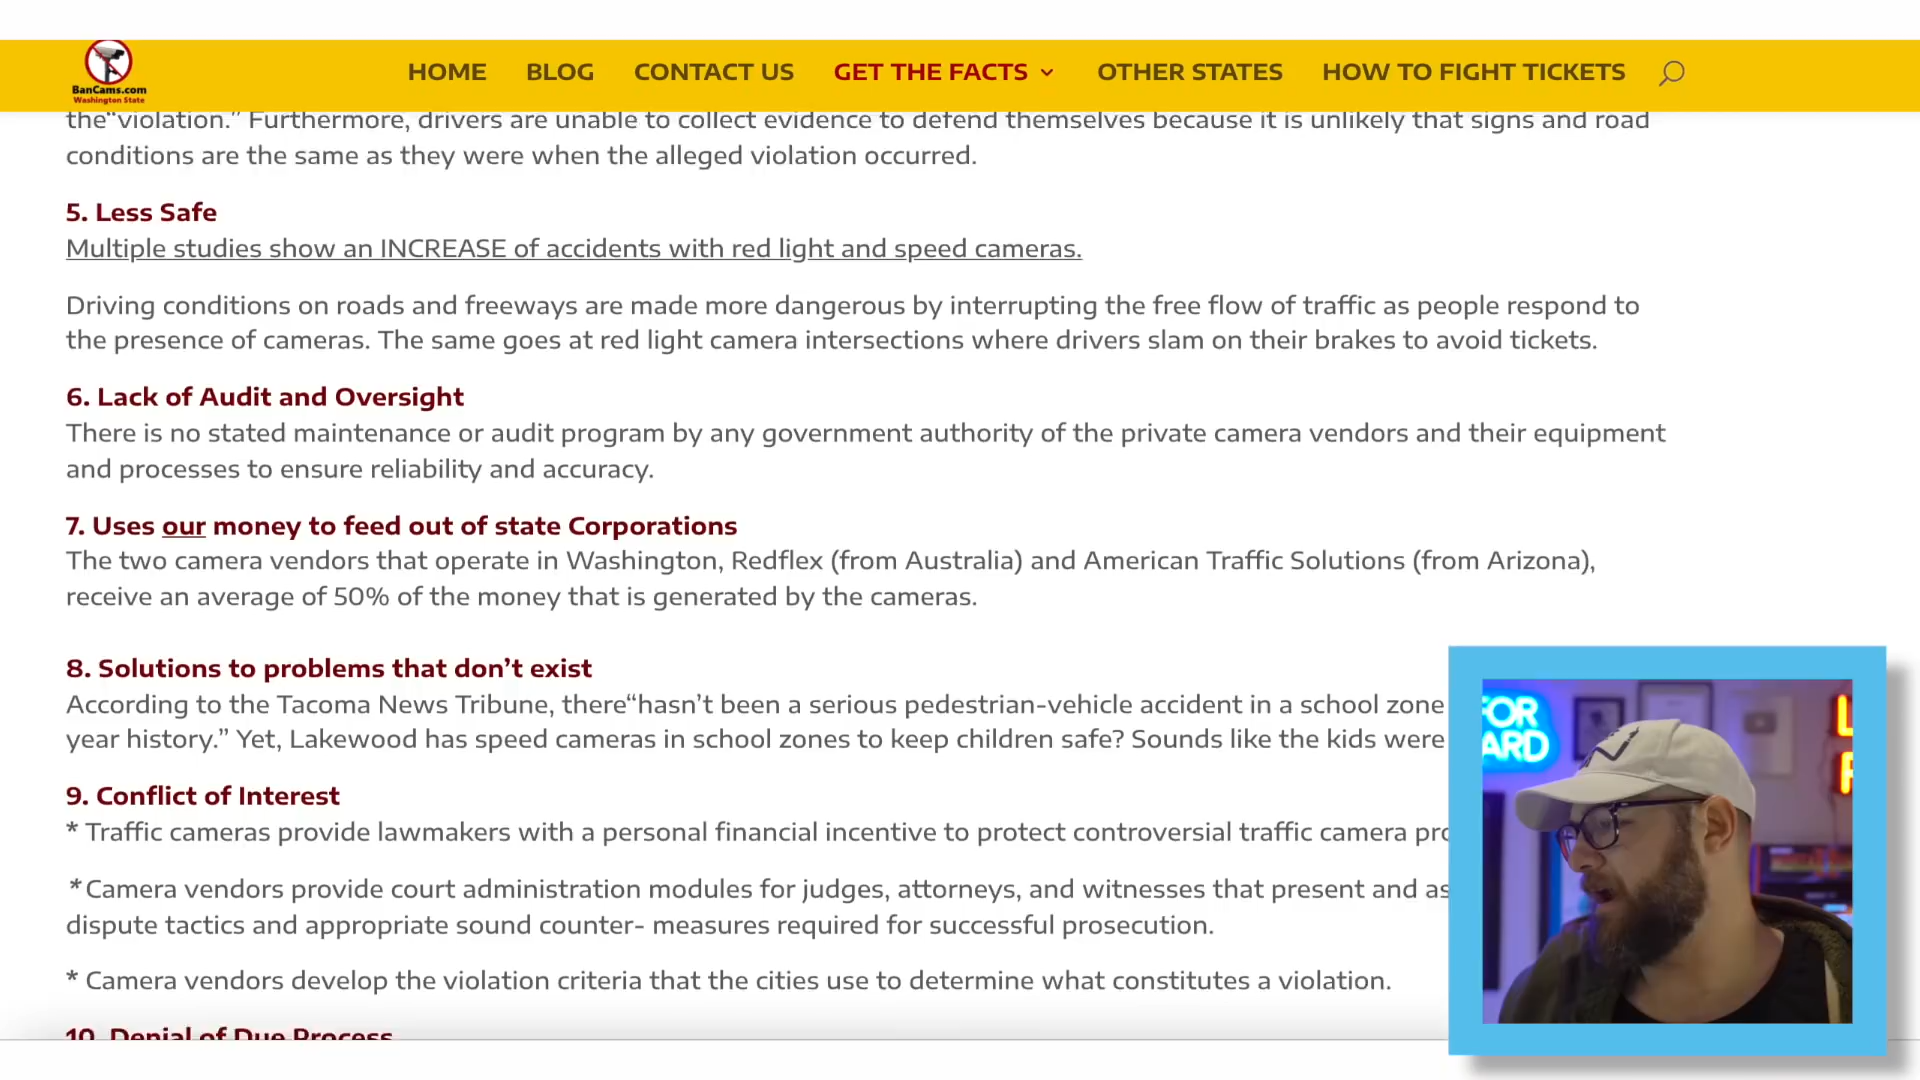 BanCams.com
Washington State
HOME BLOG CONTACT US GET THE FACTS OTHER STATES HOW TO FIGHT TICKETS
the“violation.” Furthermore, drivers are unable to collect evidence to defend themselves because it is unlikely that signs and road
conditions are the same as they were when the alleged violation occurred.
5. Less Safe
Multiple studies show an INCREASE of accidents with red light and speed cameras.
Driving conditions on roads and freeways are made more dangerous by interrupting the free flow of traffic as people respond to
the presence of cameras. The same goes at red light camera intersections where drivers slam on their brakes to avoid tickets.
6. Lack of Audit and Oversight
There is no stated maintenance or audit program by any government authority of the private camera vendors and their equipment
and processes to ensure reliability and accuracy.
7. Uses our money to feed out of state Corporations
The two camera vendors that operate in Washington, Redflex (from Australia) and American Traffic Solutions (from Arizona),
receive an average of 50% of the money that is generated by the cameras.
8. Solutions to problems that don’t exist
According to the Tacoma News Tribune, there“hasn’t been a serious pedestrian-vehicle accident in a school zone
year history.” Yet, Lakewood has speed cameras in school zones to keep children safe? Sounds like the kids were
9. Conflict of Interest
* Traffic cameras provide lawmakers with a personal financial incentive to protect controversial traffic camera
*Camera vendors provide court administration modules for judges, attorneys, and witnesses that present and
dispute tactics and appropriate sound counter- measures required for successful prosecution.
* Camera vendors develop the violation criteria that the cities use to determine what constitutes a violation.
10. Denial of Due Process
FOR
ARD